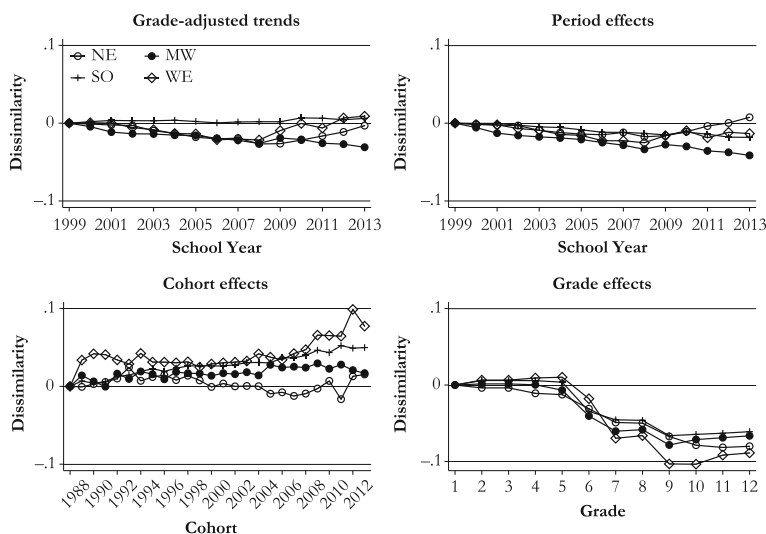 Grade-adjusted trends
.1
0
−.1
Dissimilarity
NE
MW
SO
WE
1999 2001 2003 2005 2007 2009 2011 2013
School Year
Period effects
.1
0
−.1
Dissimilarity
1999 2001 2003 2005 2007 2009 2011 2013
School Year
Cohort effects
.1
0
−.1
Dissimilarity
1988 1990 1992 1994 1996 1998 2000 2002 2004 2006 2008 2010 2012
Cohort
Grade effects
.1
0
−.1
Dissimilarity
1 2 3 4 5 6 7 8 9 10 11 12
Grade